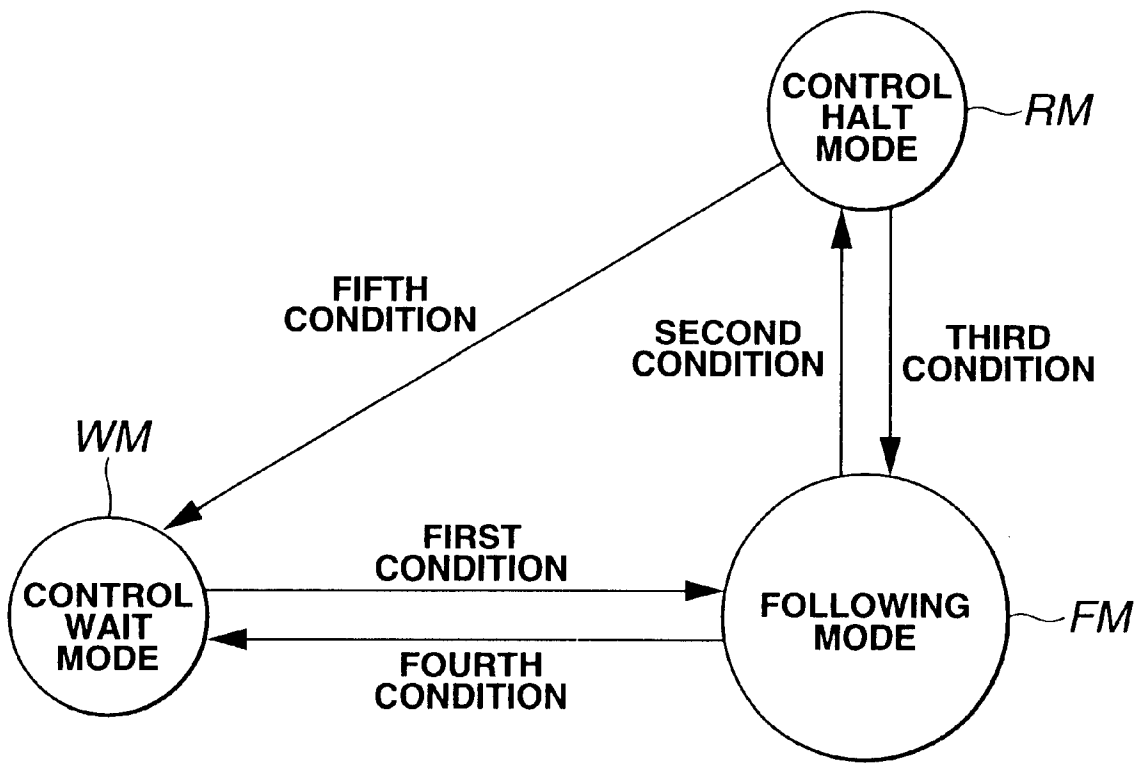 CONTROL
HALT
MODE
RM
FIFTH
CONDITION
SECOND
CONDITION
THIRD
CONDITION
WM
FIRST
CONDITION
CONTROL
WAIT
MODE
FOLLOWING
MODE
FM
FOURTH
CONDITION